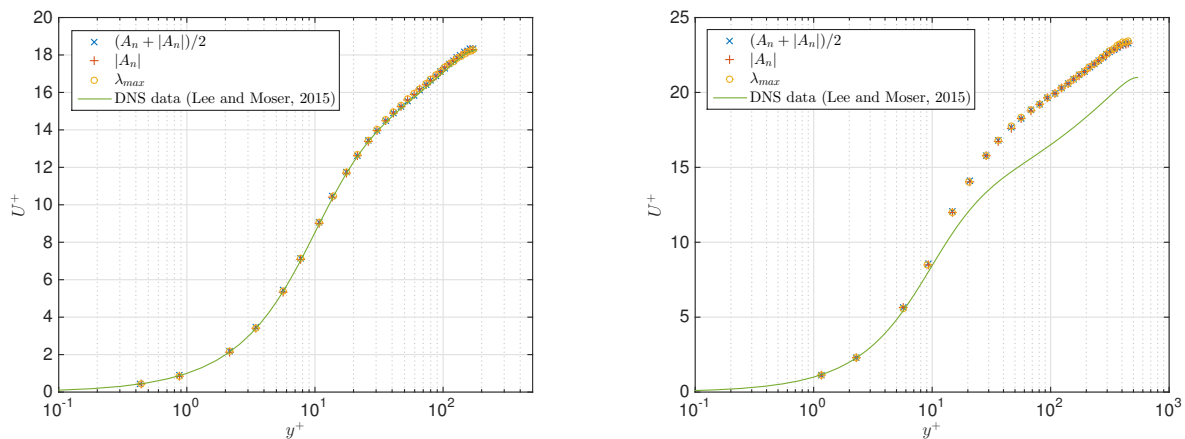 20
18
16
14
12
10
8
6
4
2
0
U⁺
(Aₙ + |Aₙ|)/2
|Aₙ|
λₘₐₓ
DNS data (Lee and Moser, 2015)
10⁻¹ 10⁰ 10¹ 10²
y⁺
25
20
15
10
5
0
U⁺
(Aₙ + |Aₙ|)/2
|Aₙ|
λₘₐₓ
DNS data (Lee and Moser, 2015)
10⁻¹ 10⁰ 10¹ 10² 10³
y⁺